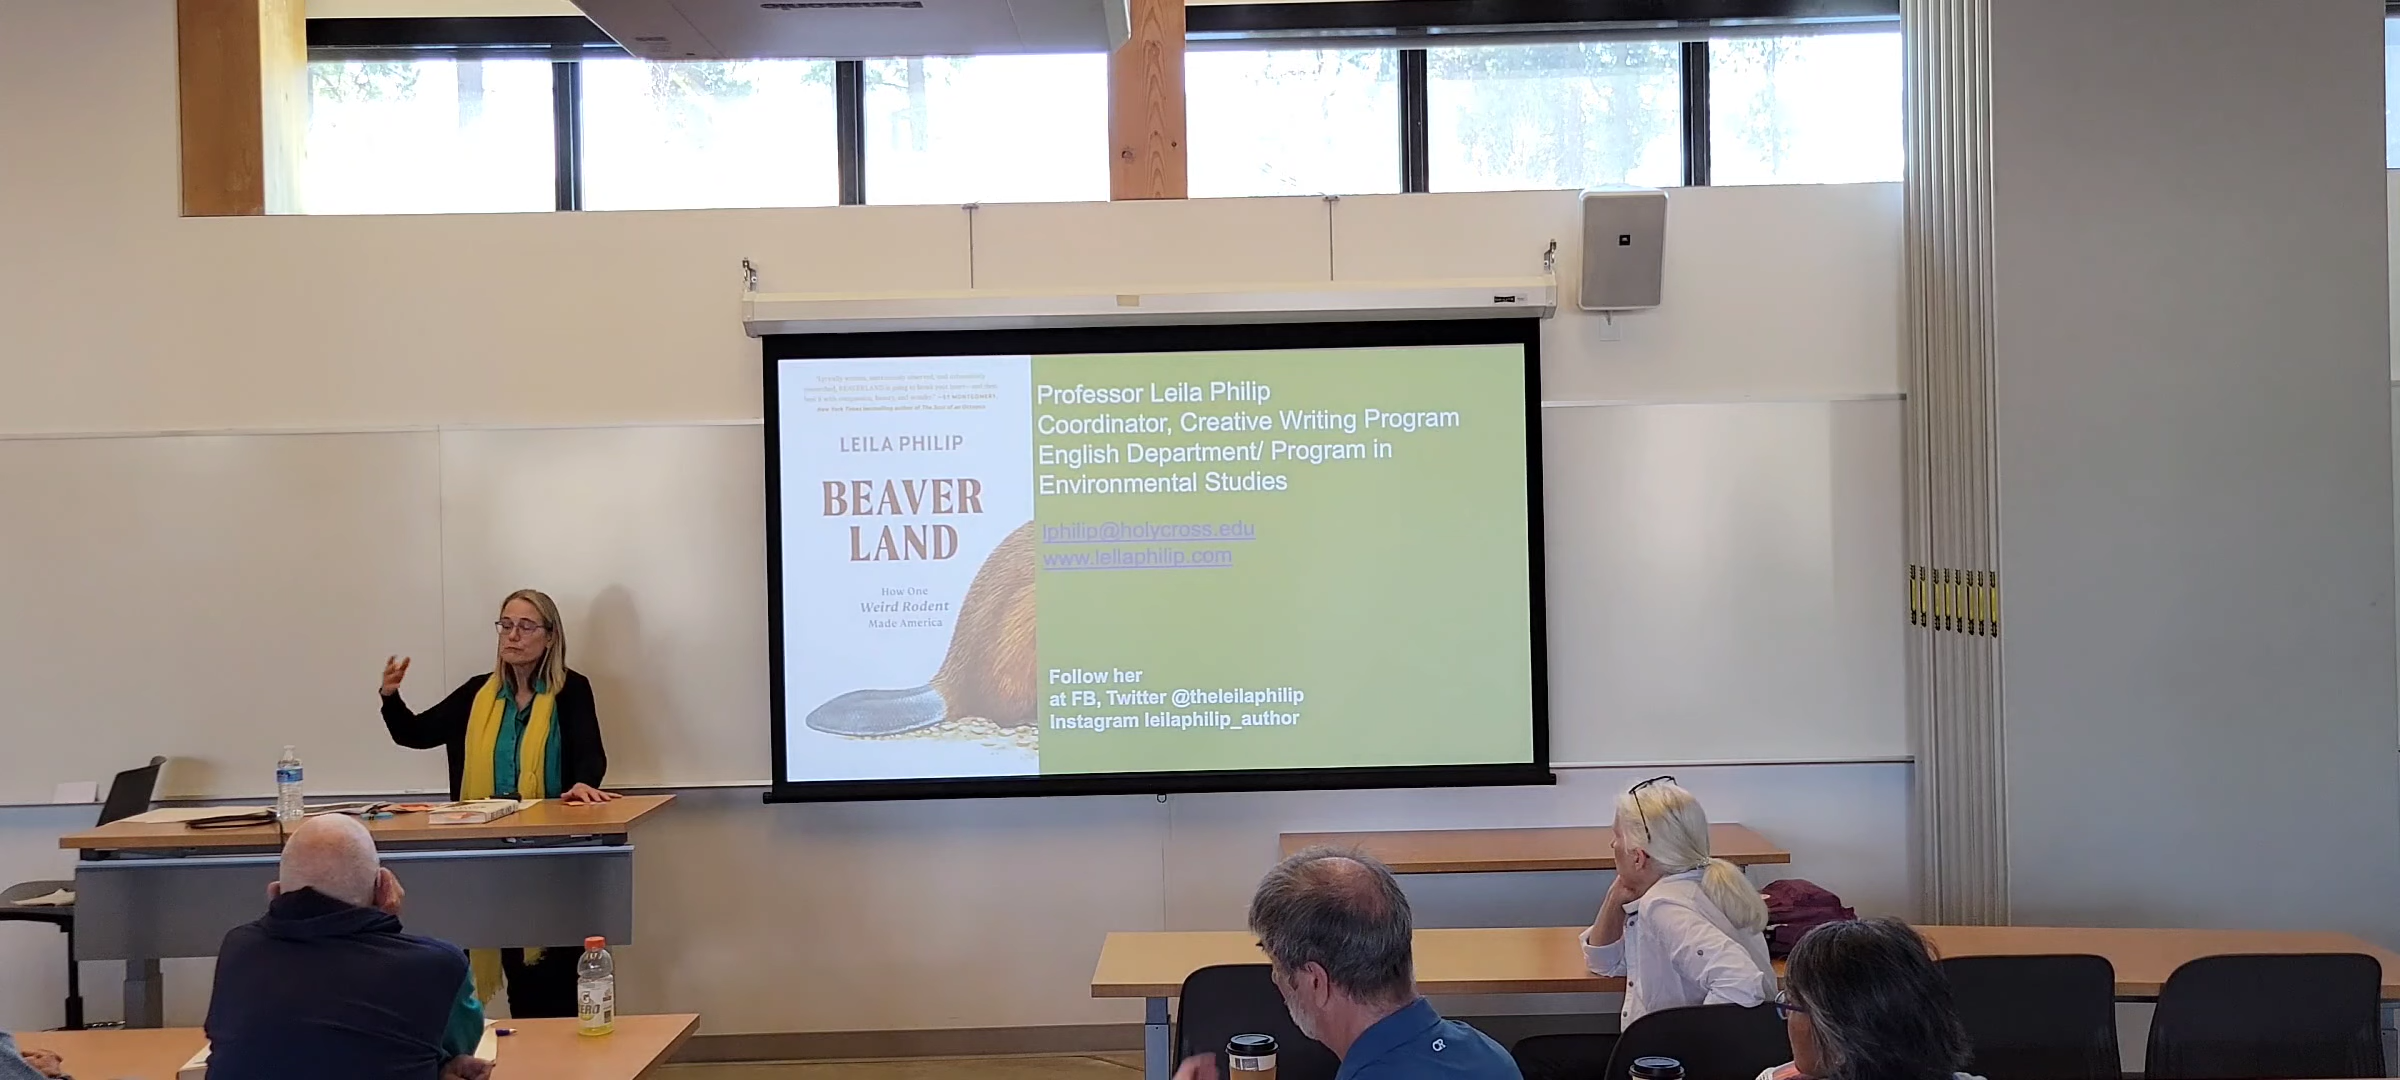 LEILA PHILIP
BEAVER
LAND
How One
Weird Rodent
Made America
Professor Leila Philip
Coordinator, Creative Writing Program
English Department/ Program in
Environmental Studies
lphilip@holycross.edu
www.leilaphilip.com
Follow her
at FB, Twitter @theleilaphilip
Instagram leilaphilip_author
ZERO